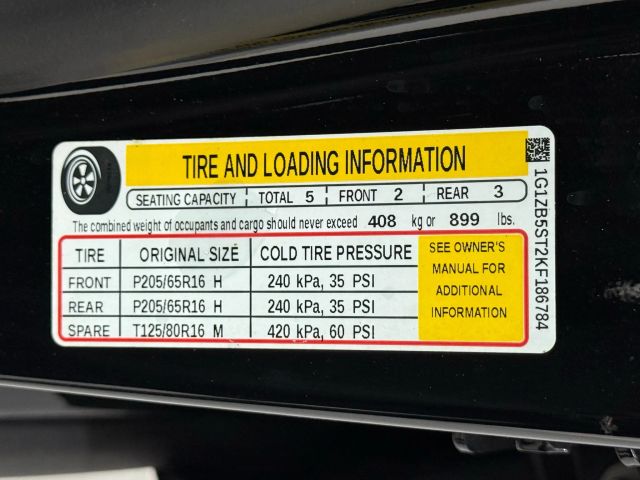 TIRE AND LOADING INFORMATION
SEATING CAPACITY TOTAL 5 FRONT 2 REAR 3
The combined weight of occupants and cargo should never exceed 408 kg or 899 lbs.
TIRE ORIGINAL SIZE COLD TIRE PRESSURE
FRONT P205/65R16 H 240 kPa, 35 PSI
REAR P205/65R16 H 240 kPa, 35 PSI
SPARE T125/80R16 M 420 kPa, 60 PSI
SEE OWNER'S
MANUAL FOR
ADDITIONAL
INFORMATION
1G1ZB5ST2KF186784